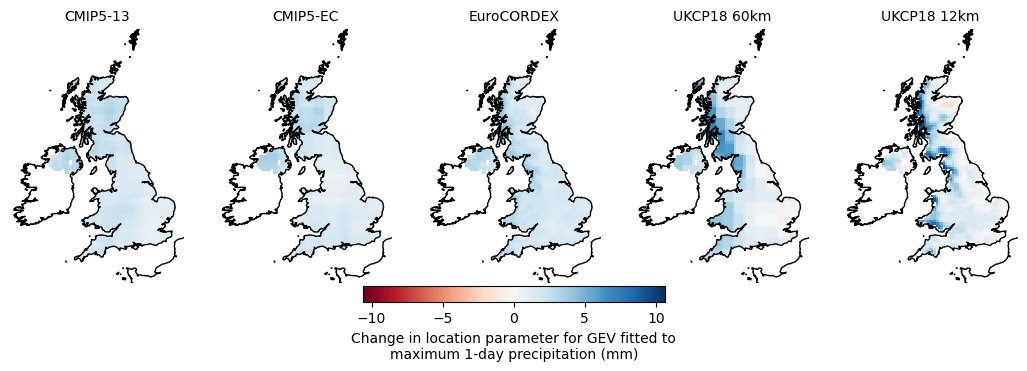 CMIP5-13 CMIP5-EC EuroCORDEX UKCP18 60km UKCP18 12km
−10 −5 0 5 10
Change in location parameter for GEV fitted to
maximum 1-day precipitation (mm)